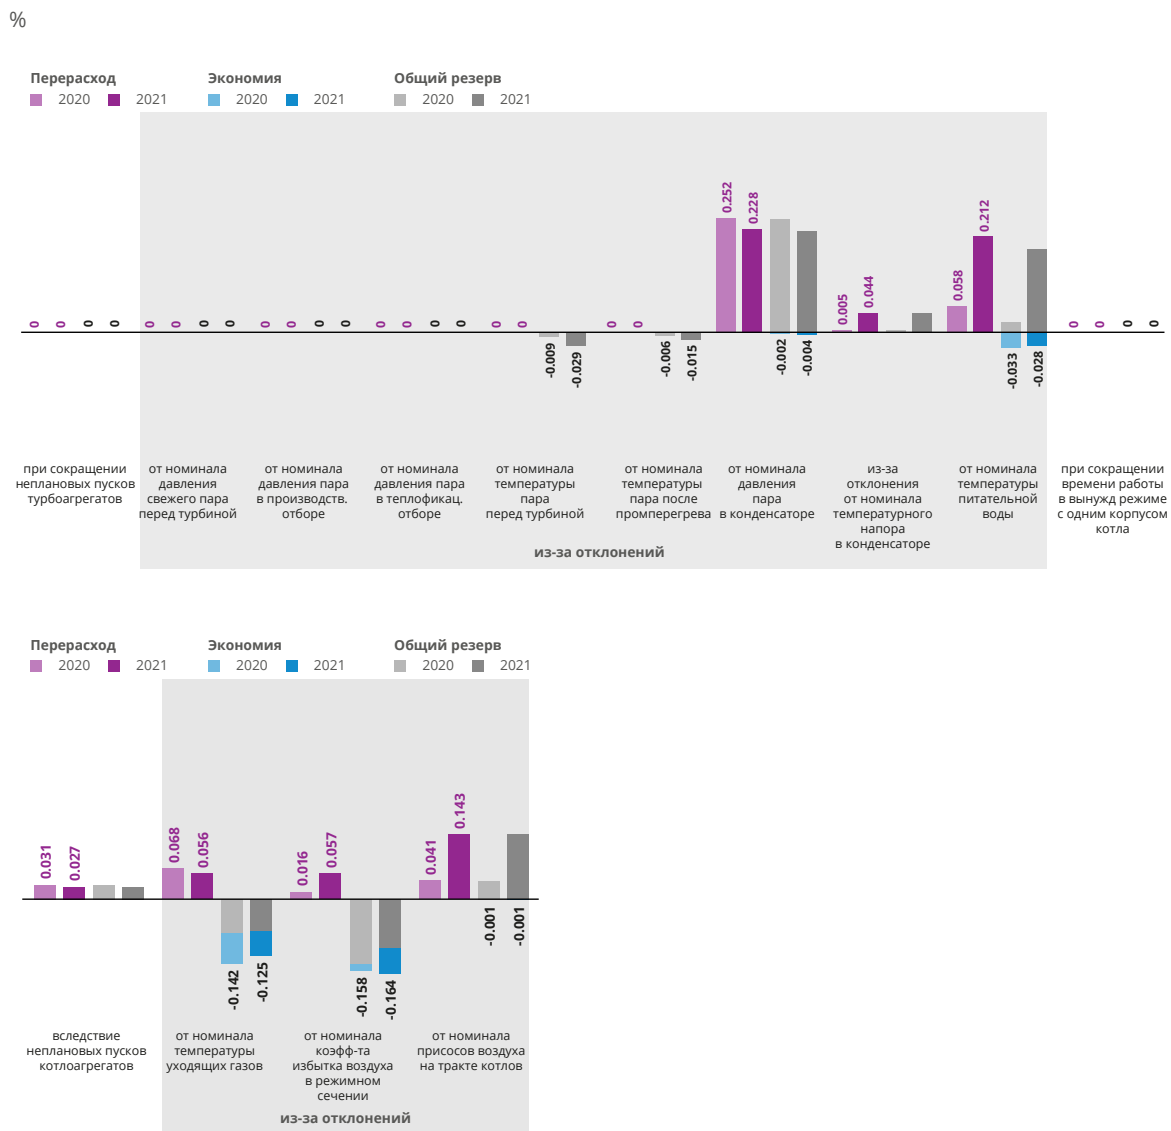 %
Перерасход Экономия Общий резерв
2020 2021 2020 2021 2020 2021
0 0 0 0 0 0 0 0 0 0 0 0 0 0 0 0 0 0 -0.009 -0.029 0 0 -0.006 -0.015 0.252 0.228 -0.002 -0.004 0.005 0.044 0.058 0.212 -0.033 -0.028 0 0 0 0
при сокращении
неплановых пусков
турбоагрегатов
от номинала
давления
свежего пара
перед турбиной
от номинала
давления пара
в производств.
отборе
от номинала
давления пара
в теплофикац.
отборе
от номинала
температуры
пара
перед турбиной
от номинала
температуры
пара после
промперегрева
от номинала
давления
пара
в конденсаторе
из-за
отклонения
от номинала
температурного
напора
в конденсаторе
от номинала
температуры
питательной
воды
при сокращении
времени работы
в вынужд режиме
с одним корпусом
котла
из-за отклонений
Перерасход Экономия Общий резерв
2020 2021 2020 2021 2020 2021
0.031 0.027 0.068 0.056 -0.142 -0.125 0.016 0.057 -0.158 -0.164 0.041 0.143 -0.001 -0.001
вследствие
неплановых пусков
котлоагрегатов
от номинала
температуры
уходящих газов
от номинала
коэфф-та
избытка воздуха
в режимном
сечении
от номинала
присосов воздуха
на тракте котлов
из-за отклонений